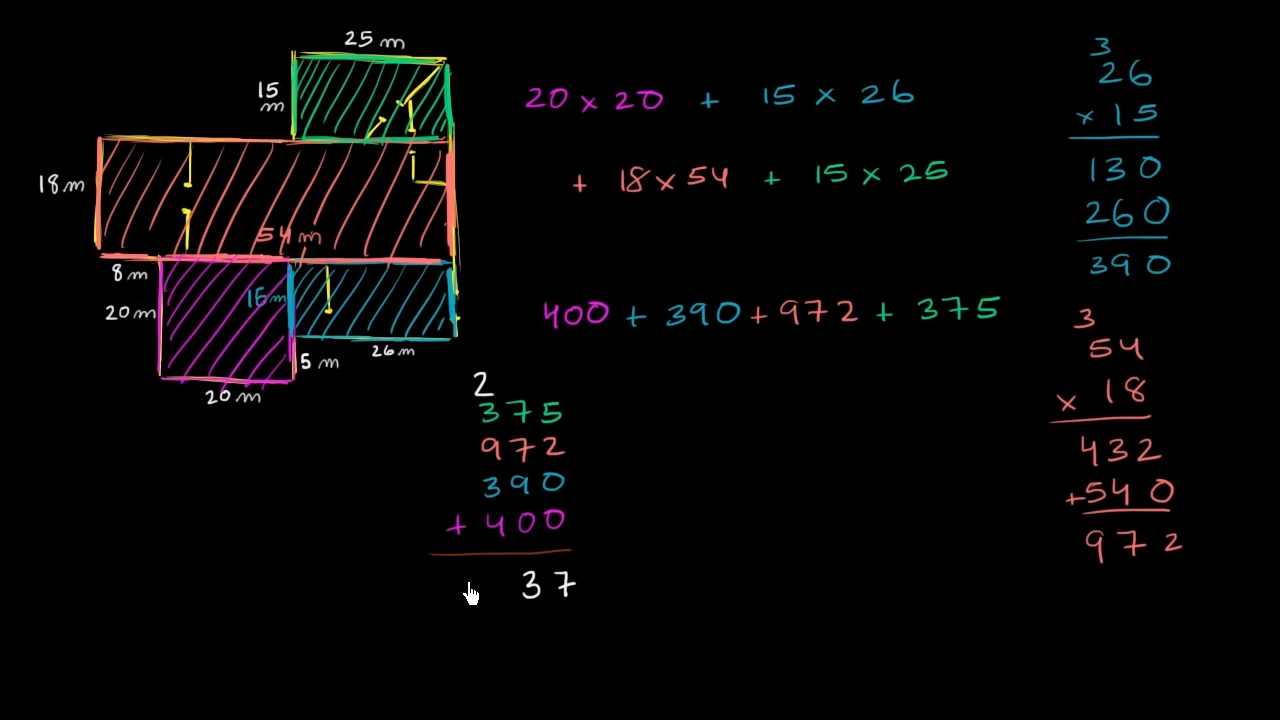 25 m
15 m
18 m
54 m
8 m
20 m
15 m
5 m
26 m
20 m
20 x 20 + 15 x 26
+ 18 x 54 + 15 x 25
400 + 390 + 972 + 375
2
375
972
390
+ 400
37
3
26
x 15
130
260
390
3
54
x 18
432
+540
972